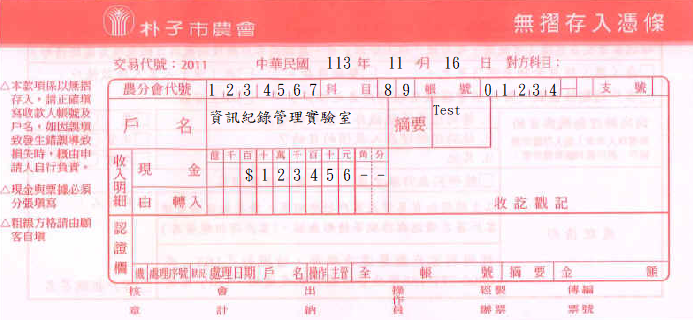 朴子市農會 無摺存入憑條
交易代號：2011 中華民國 113 年 11 月 16 日 對方科目：
農分會代號 1 2 3 4 5 6 7 科 目 8 9 帳 號 0 1 2 3 4 — 支 號
戶 名 資訊紀錄管理實驗室 摘要 Test
收入明細
億 千 百 十 萬 千 百 十 元 角 分
現 金 $ 1 2 3 4 5 6 - -
轉入 收訖戳記
認證欄
處理序號 處理日期 戶 名 操作 主管 帳 號 摘 要 金 額
△本款項係以無摺
存入，請正確填
寫收款人帳號及
戶名，如因誤填
致發生錯誤導致
損失時，概由申
請人自行負責。
△現金與票據必須
分張填寫
△粗線方格請由顧
客自填
核章 會計 出納 操作員 聯票 傳編票號